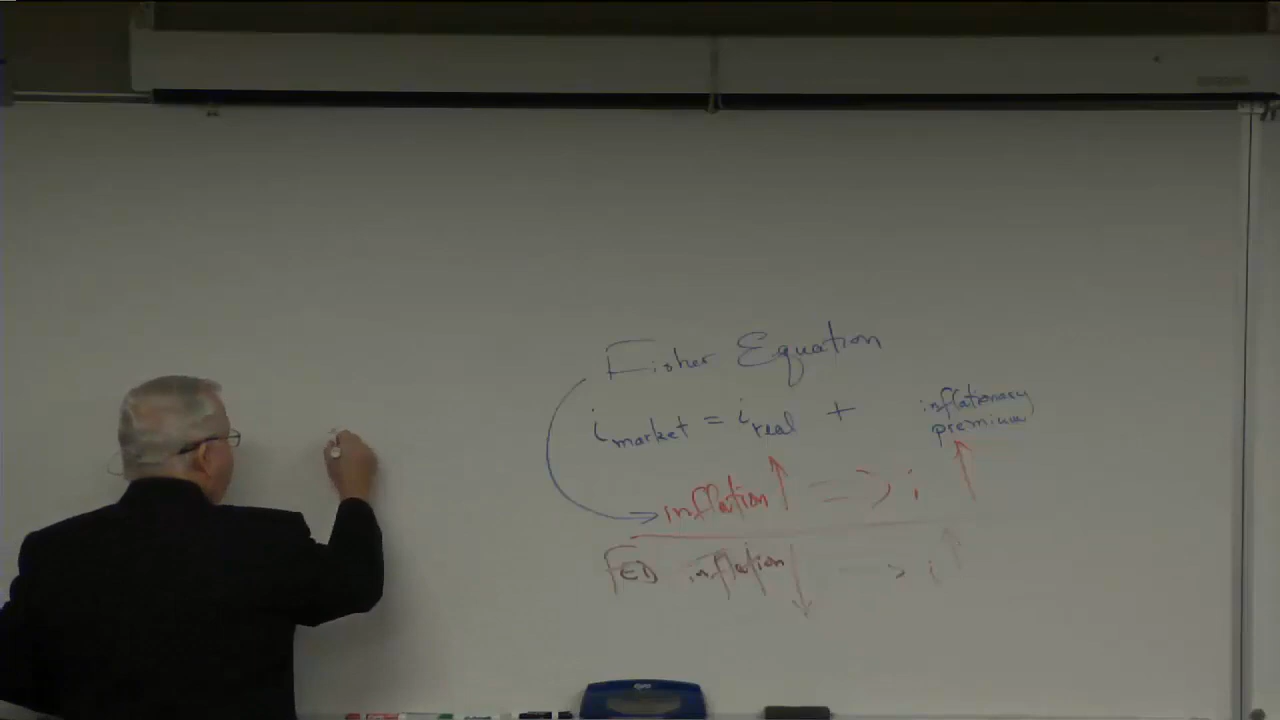 Fisher Equation
i market = i real + inflationary premium
inflation ↑ => i ↑
FED inflation ↓ => i ↑